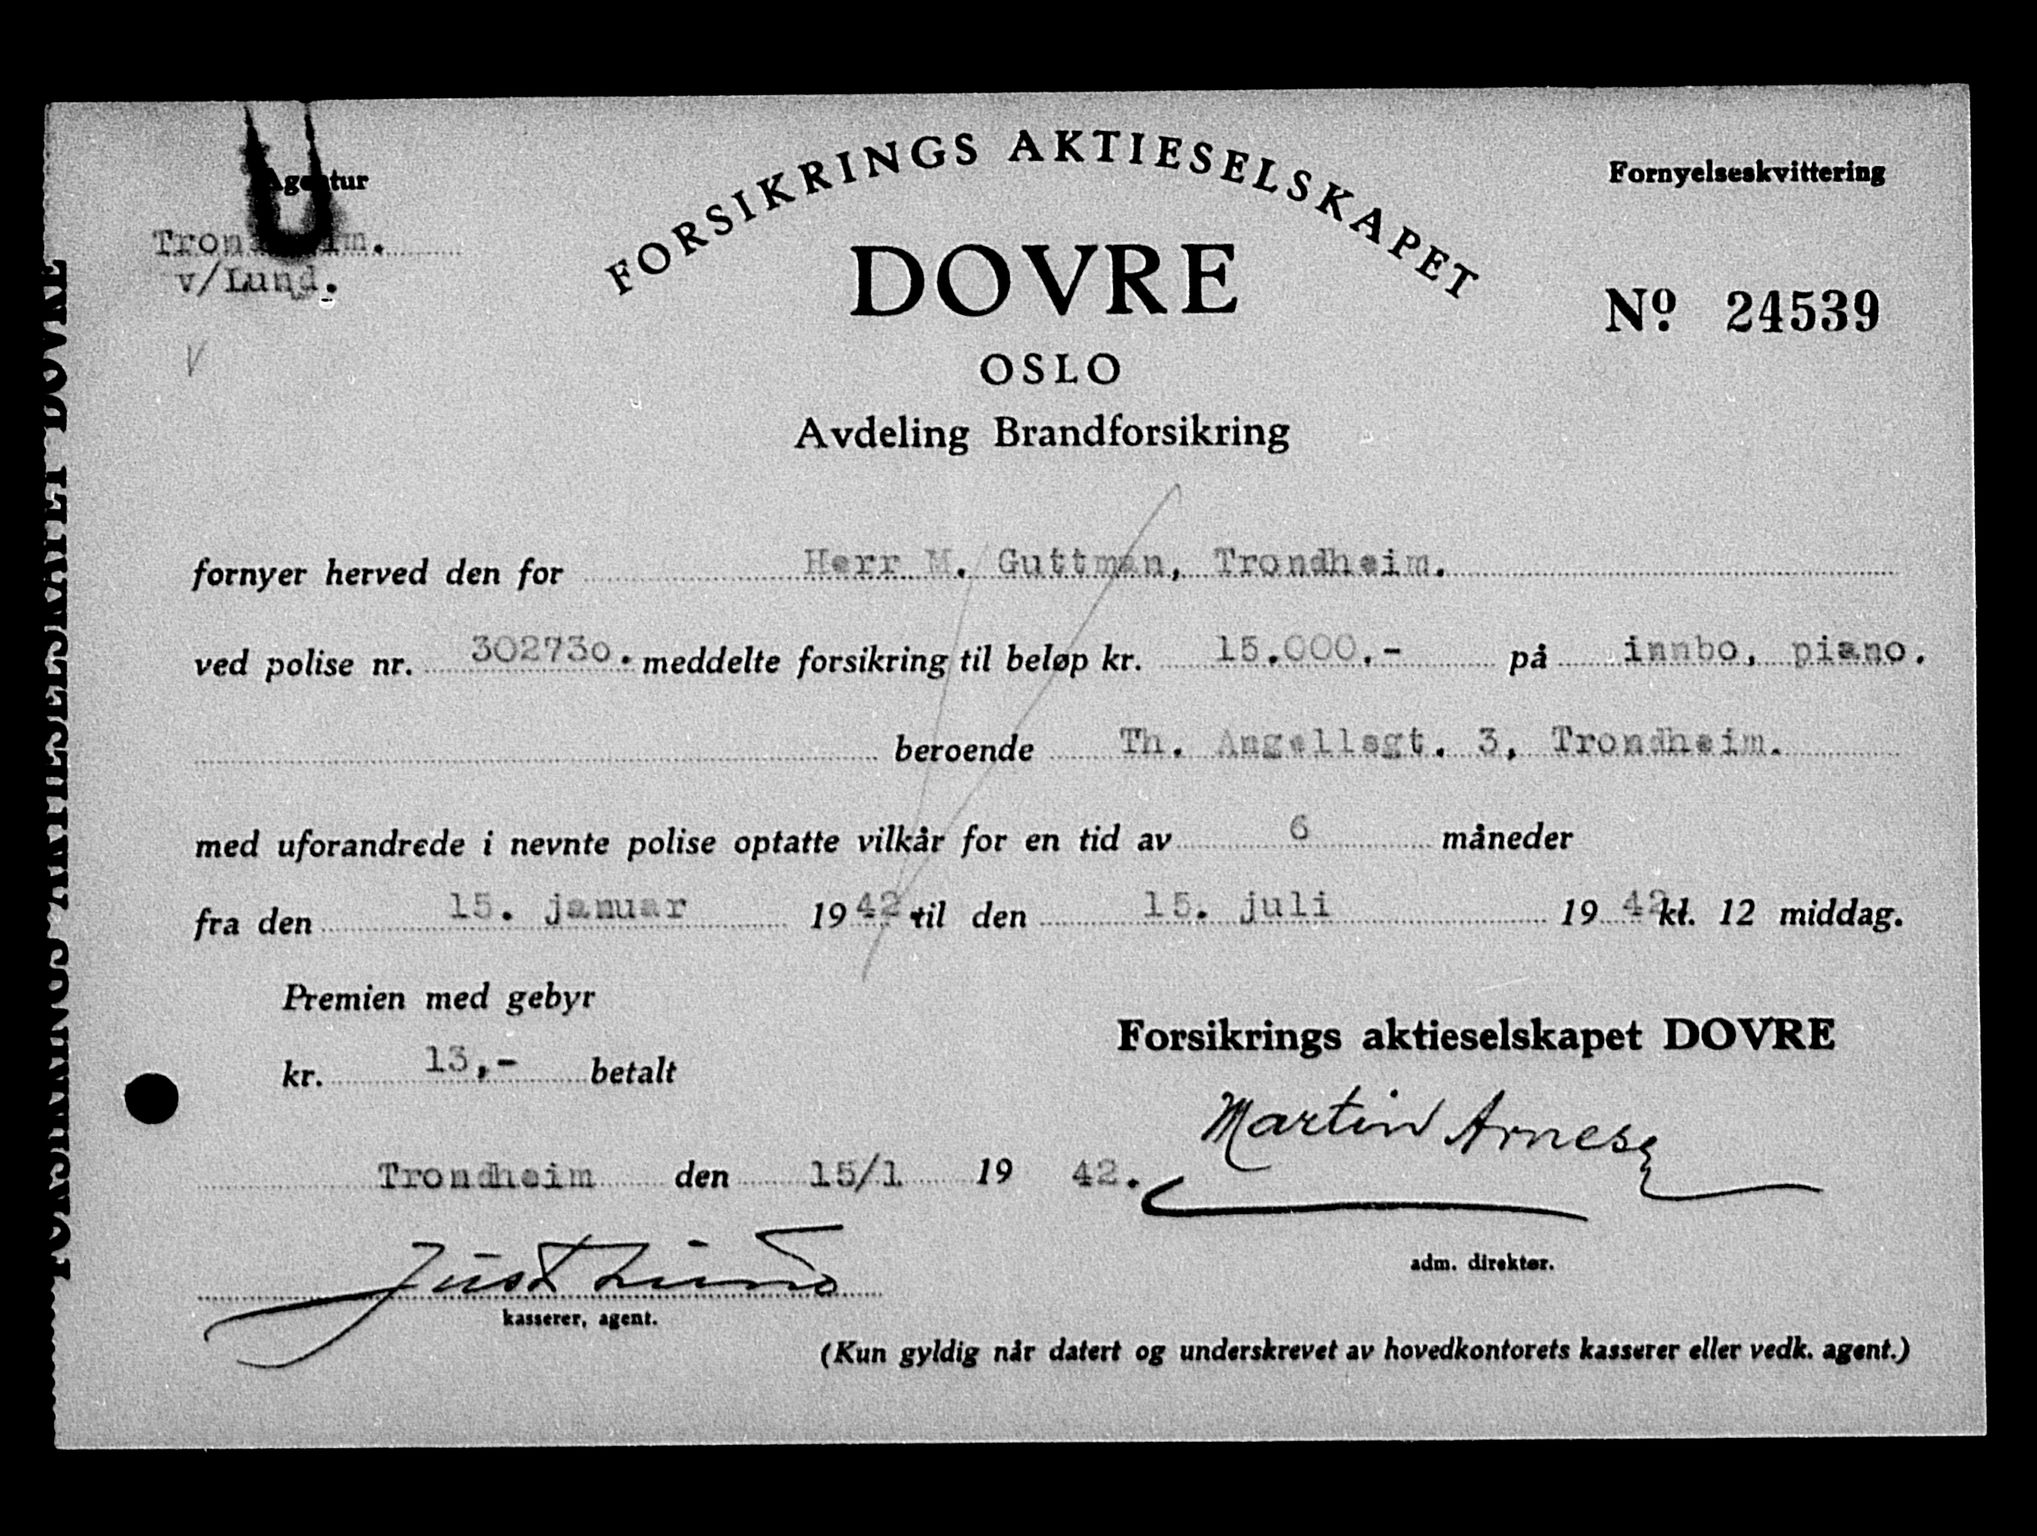 Agentur
Trondheim.
v/Lund.
FORSIKRINGS AKTIESELSKAPET
DOVRE
OSLO
Avdeling Brandforsikring
Fornyelseskvittering
Nº 24539
fornyer herved den for Herr M. Guttman, Trondheim.
ved polise nr. 302730. meddelte forsikring til beløp kr. 15.000.- på innbo, piano.
beroende Th. Angellsgt. 3, Trondheim.
med uforandrede i nevnte polise optatte vilkår for en tid av 6 måneder
fra den 15. januar 1942. til den 15. juli 1942 kl. 12 middag.
Premien med gebyr
kr. 13,- betalt
Forsikrings aktieselskapet DOVRE
Martin Arnesen
adm. direktør.
Trondheim den 15/1 19 42.
Just Lund
kasserer, agent.
(Kun gyldig når datert og underskrevet av hovedkontorets kasserer eller vedk. agent.)